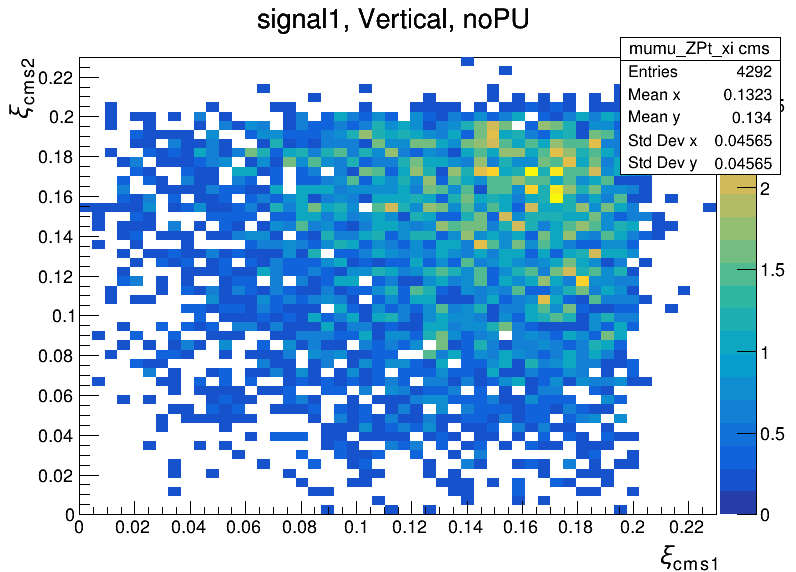 signal1, Vertical, noPU
mumu_ZPt_xi cms
Entries 4292
Mean x 0.1323
Mean y 0.134
Std Dev x 0.04565
Std Dev y 0.04565
ξcms2
0.22
0.2
0.18
0.16
0.14
0.12
0.1
0.08
0.06
0.04
0.02
0
0 0.02 0.04 0.06 0.08 0.1 0.12 0.14 0.16 0.18 0.2 0.22
ξcms1
2
1.5
1
0.5
0